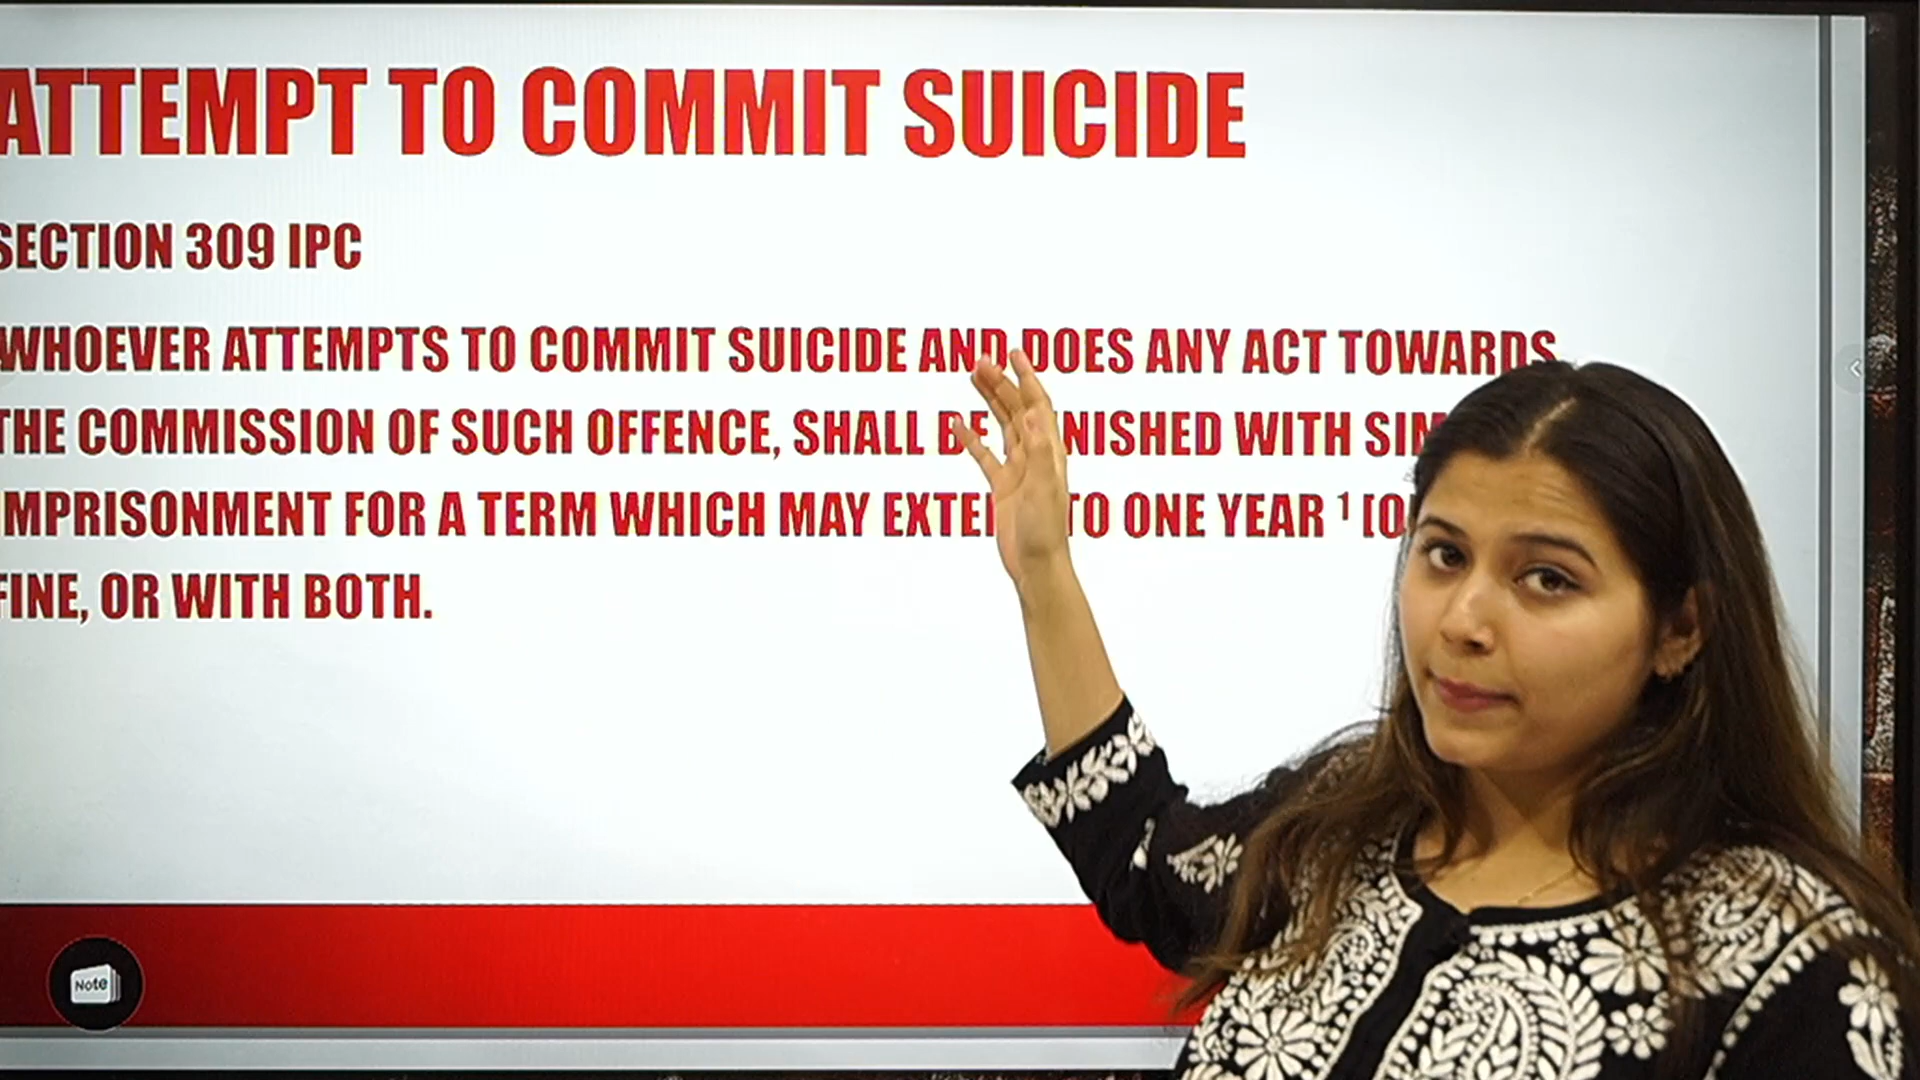 ATTEMPT TO COMMIT SUICIDE
SECTION 309 IPC
WHOEVER ATTEMPTS TO COMMIT SUICIDE AND DOES ANY ACT TOWARDS
THE COMMISSION OF SUCH OFFENCE, SHALL BE WITH
IMPRISONMENT FOR A TERM WHICH MAY TO ONE YEAR ¹
FINE, OR WITH BOTH.
Note